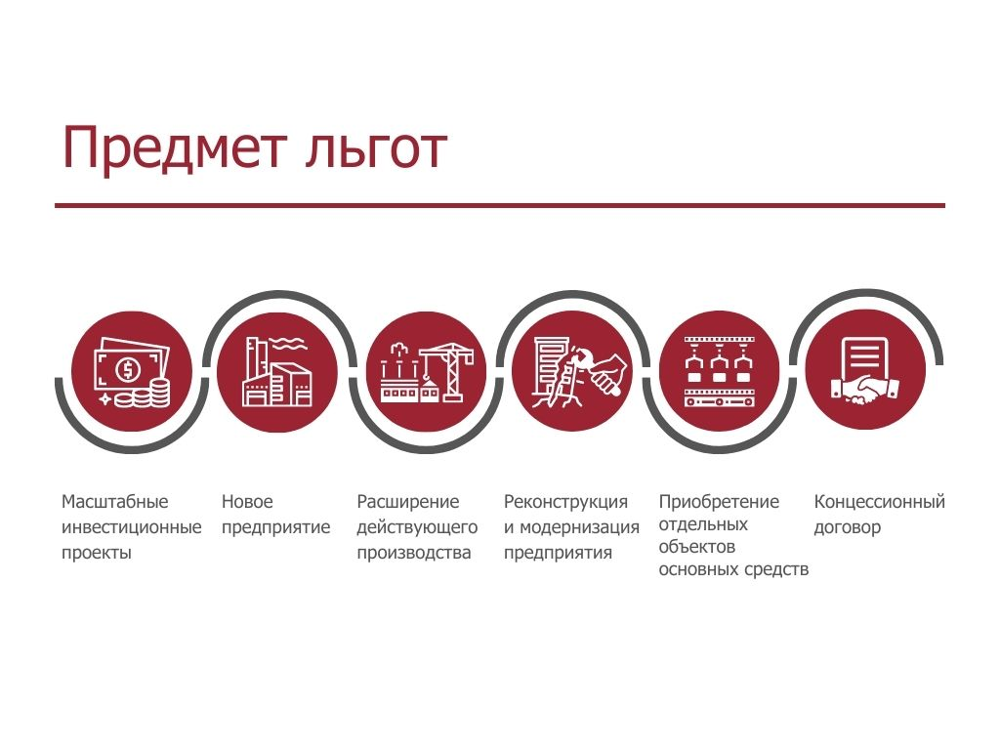 Предмет льгот
Масштабные
инвестиционные
проекты
Новое
предприятие
Расширение
действующего
производства
Реконструкция
и модернизация
предприятия
Приобретение
отдельных
объектов
основных средств
Концессионный
договор